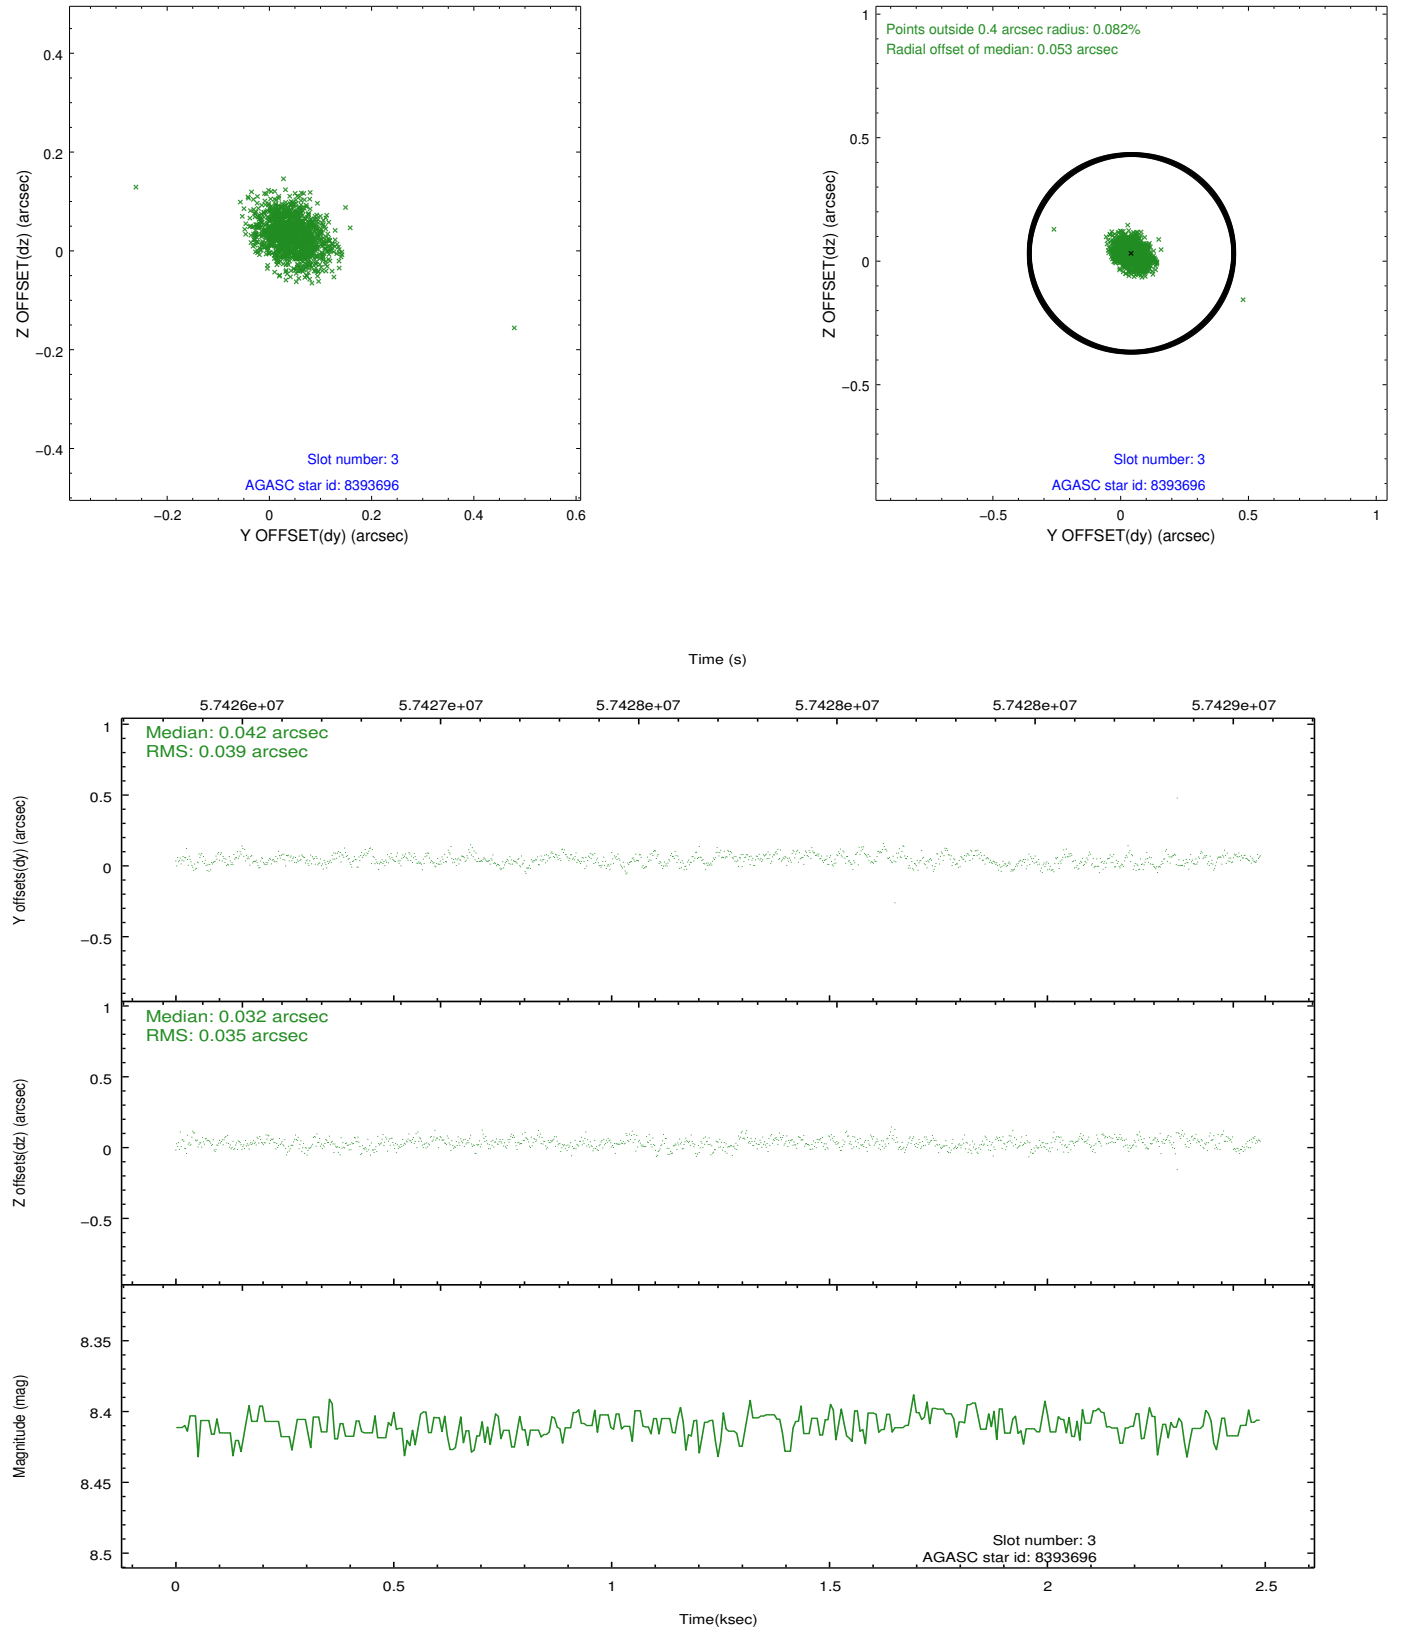 0.4
0.2
0
−0.2
−0.4
Z OFFSET(dz) (arcsec)
Slot number: 3
AGASC star id: 8393696
−0.2 0 0.2 0.4 0.6
Y OFFSET(dy) (arcsec)
Points outside 0.4 arcsec radius: 0.082%
Radial offset of median: 0.053 arcsec
1
0.5
0
−0.5
Z OFFSET(dz) (arcsec)
Slot number: 3
AGASC star id: 8393696
−0.5 0 0.5 1
Y OFFSET(dy) (arcsec)
Time (s)
5.7426e+07 5.7427e+07 5.7428e+07 5.7428e+07 5.7428e+07 5.7429e+07
Median: 0.042 arcsec
RMS: 0.039 arcsec
1
0.5
0
−0.5
Y offsets(dy) (arcsec)
Median: 0.032 arcsec
RMS: 0.035 arcsec
1
0.5
0
−0.5
Z offsets(dz) (arcsec)
8.35
8.4
8.45
8.5
Magnitude (mag)
Slot number: 3
AGASC star id: 8393696
0 0.5 1 1.5 2 2.5
Time(ksec)